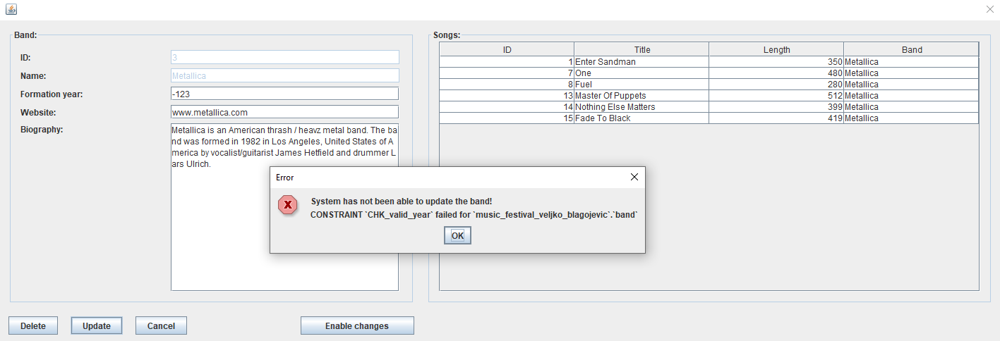 Band:
ID:
3
Name:
Metallica
Formation year:
-123
Website:
www.metallica.com
Biography:
Metallica is an American thrash / heavz metal band. The ba
nd was formed in 1982 in Los Angeles, United States of A
merica by vocalist/guitarist James Hetfield and drummer L
ars Ulrich.
Songs:
ID Title Length Band
1 Enter Sandman 350 Metallica
7 One 480 Metallica
8 Fuel 280 Metallica
13 Master Of Puppets 512 Metallica
14 Nothing Else Matters 399 Metallica
15 Fade To Black 419 Metallica
Error
System has not been able to update the band!
CONSTRAINT `CHK_valid_year` failed for `music_festival_veljko_blagojevic`.`band`
OK
Delete Update Cancel Enable changes